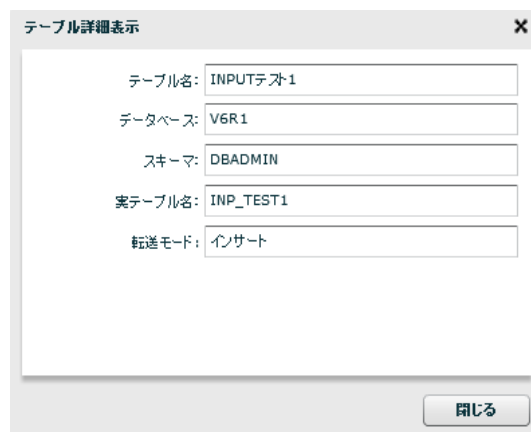 テーブル詳細表示
テーブル名: INPUTテスト1
データベース: V6R1
スキーマ: DBADMIN
実テーブル名: INP_TEST1
転送モード: インサート
閉じる